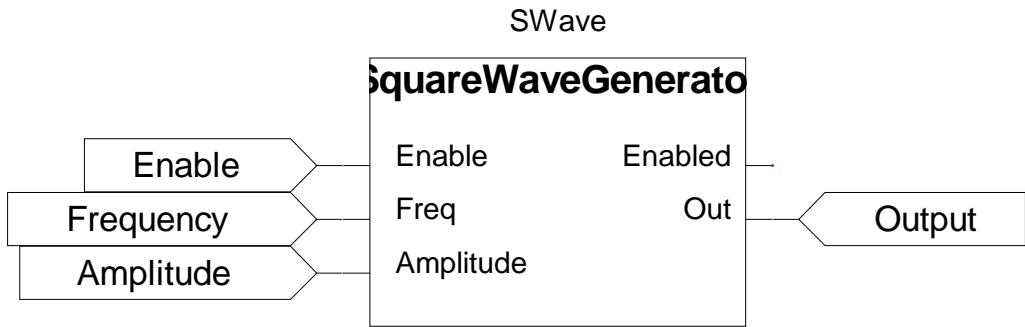 SWave
SquareWaveGenerato
Enable Enable Enabled
Frequency Freq Out Output
Amplitude Amplitude